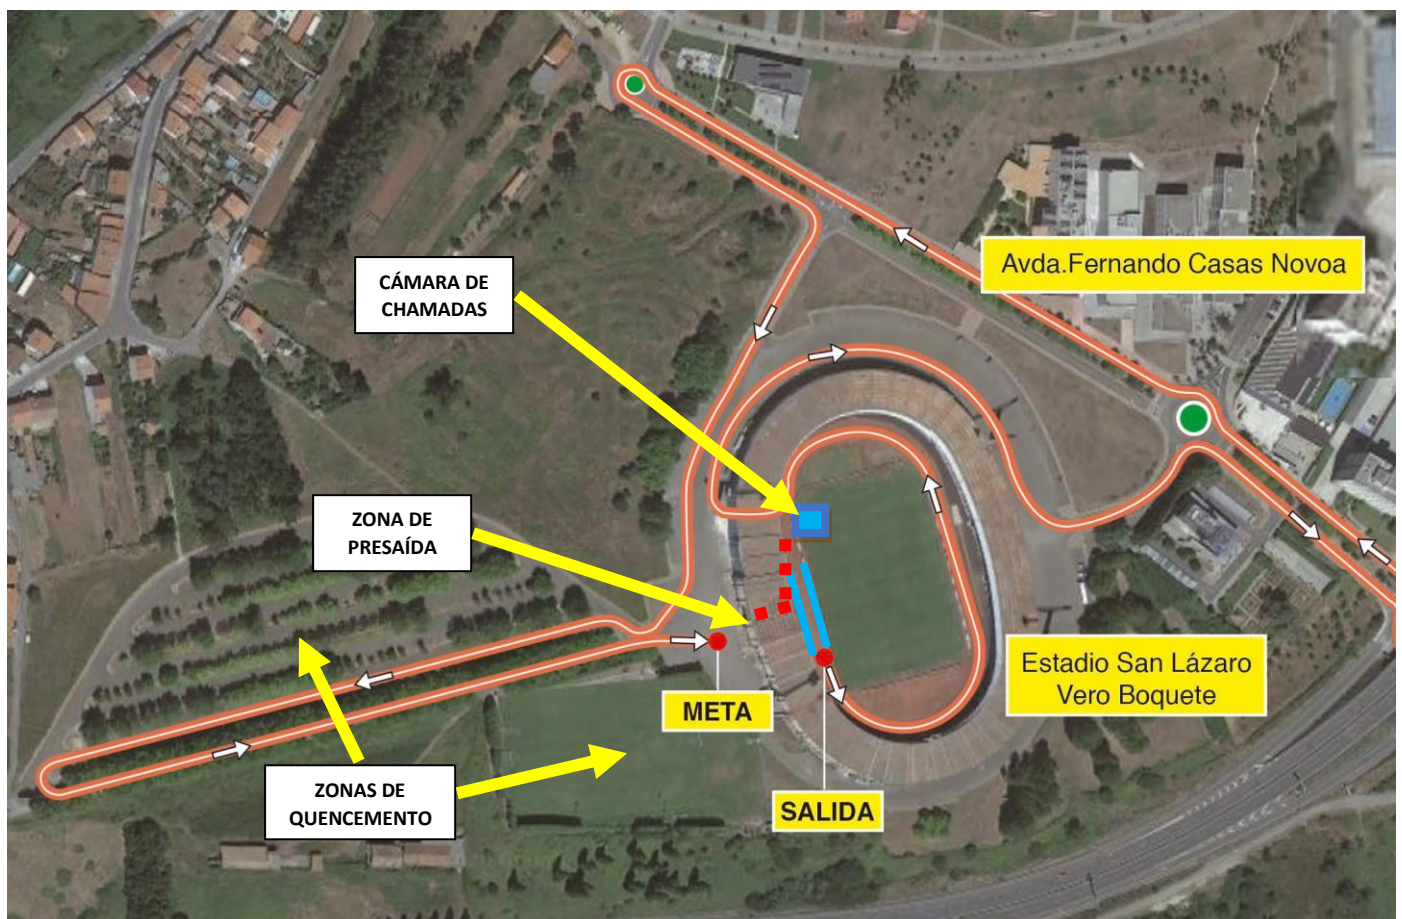 Avda.Fernando Casas Novoa
CÁMARA DE
CHAMADAS
ZONA DE
PRESAÍDA
Estadio San Lázaro
Vero Boquete
META
ZONAS DE
QUENCEMENTO
SALIDA